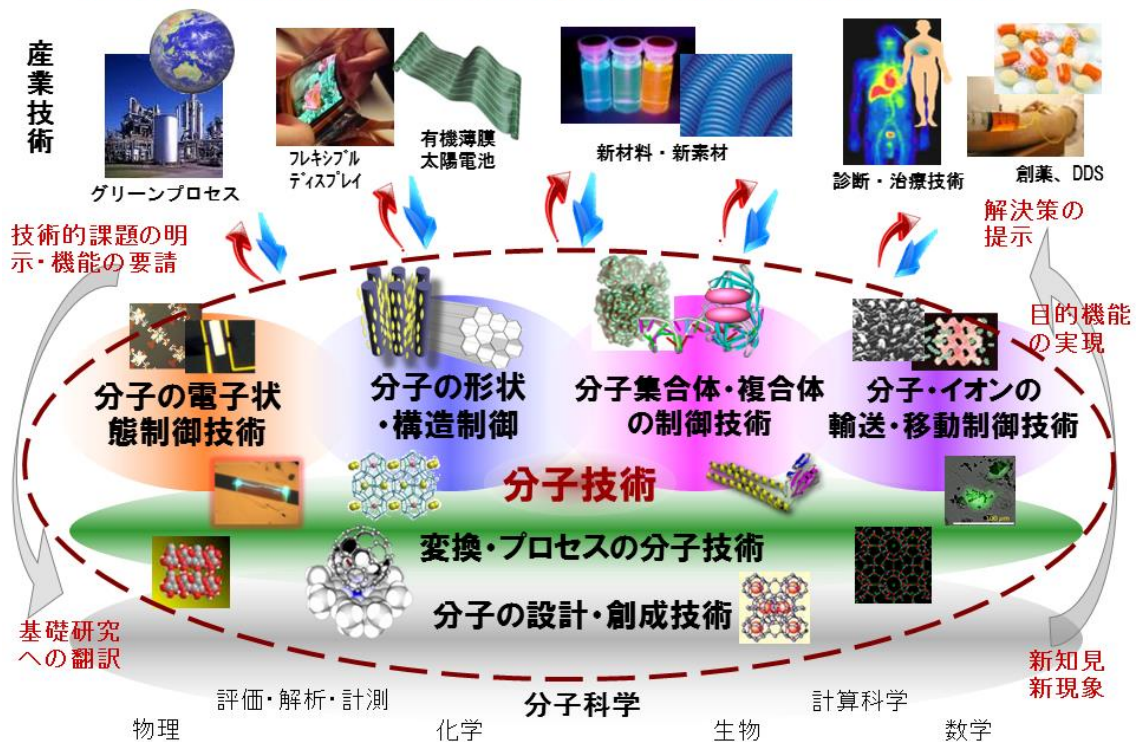 産業技術
グリーンプロセス
フレキシブル
ディスプレイ
有機薄膜
太陽電池
新材料・新素材
診断・治療技術
創薬、DDS
技術的課題の明
示・機能の要請
解決策の
提示
目的機能
の実現
分子の電子状
態制御技術
分子の形状
・構造制御
分子集合体・複合体
の制御技術
分子・イオンの
輸送・移動制御技術
分子技術
100 μm
変換・プロセスの分子技術
分子の設計・創成技術
基礎研究
への翻訳
新知見
新現象
評価・解析・計測
分子科学
計算科学
物理
化学
生物
数学